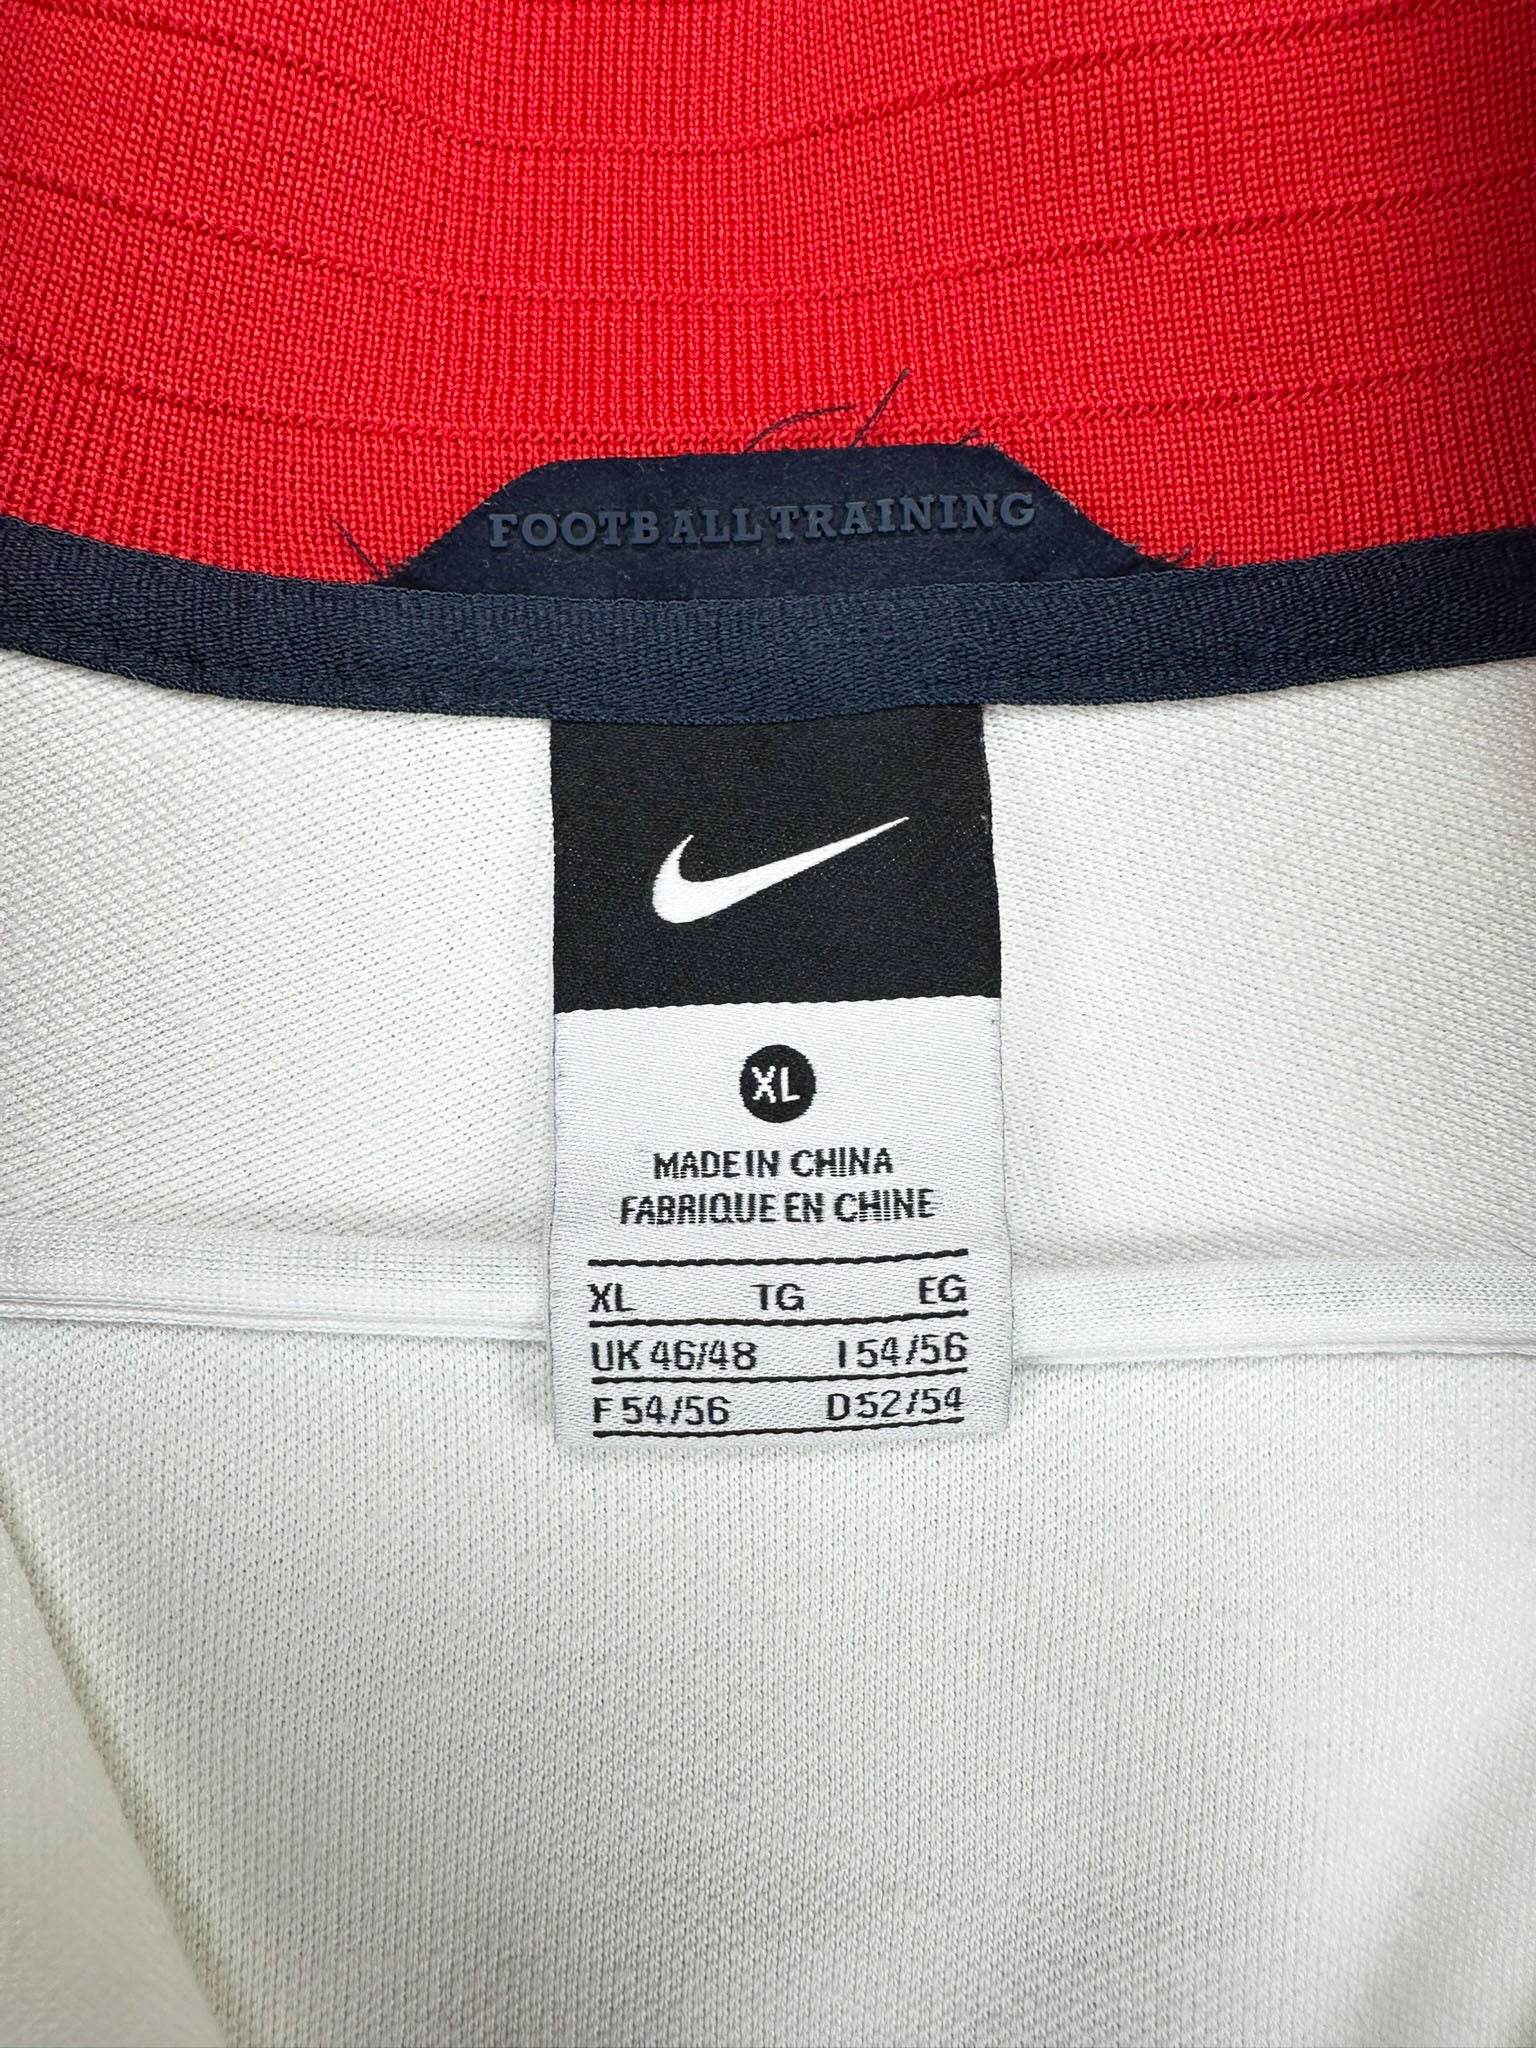 FOOTBALL TRAINING
XL
MADE IN CHINA
FABRIQUE EN CHINE
XL TG EG
UK 46/48 I 54/56
F 54/56 D 52/54